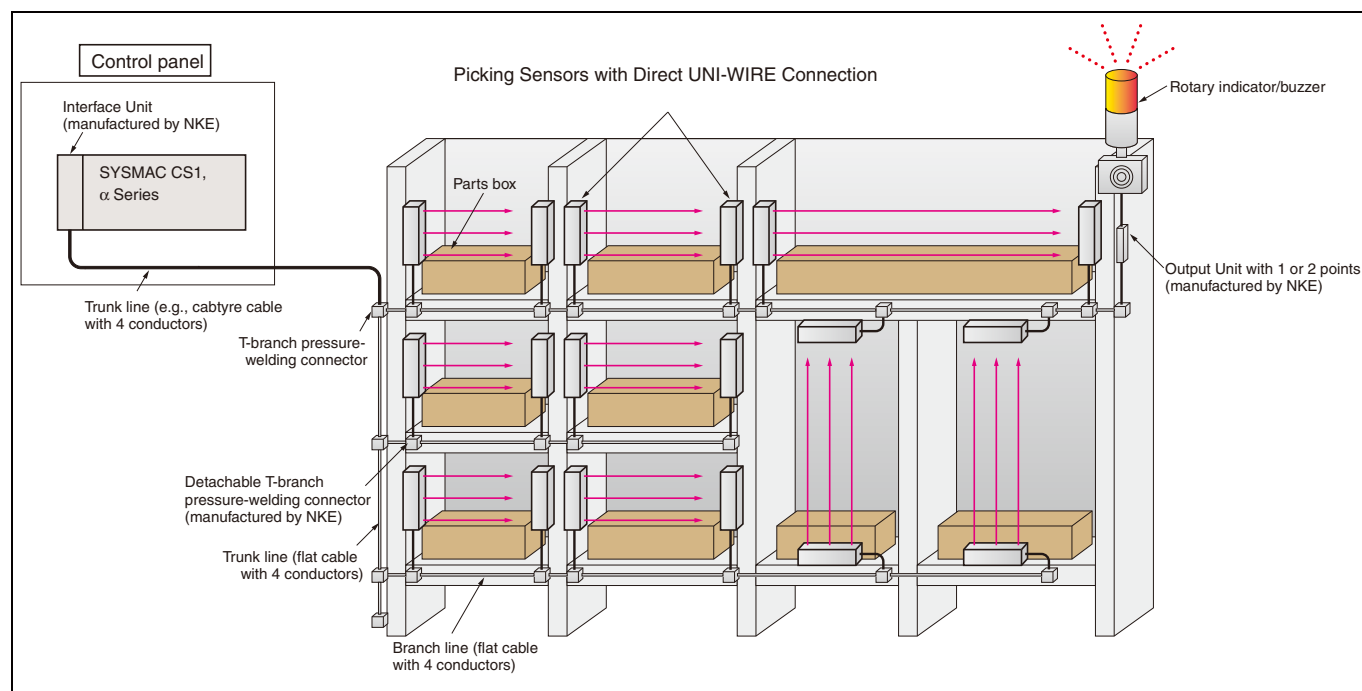 Control panel
Picking Sensors with Direct UNI-WIRE Connection
Rotary indicator/buzzer
Interface Unit
(manufactured by NKE)
SYSMAC CS1,
α Series
Parts box
Output Unit with 1 or 2 points
(manufactured by NKE)
Trunk line (e.g., cabtyre cable
with 4 conductors)
T-branch pressure-
welding connector
Detachable T-branch
pressure-welding connector
(manufactured by NKE)
Trunk line (flat cable
with 4 conductors)
Branch line (flat cable
with 4 conductors)